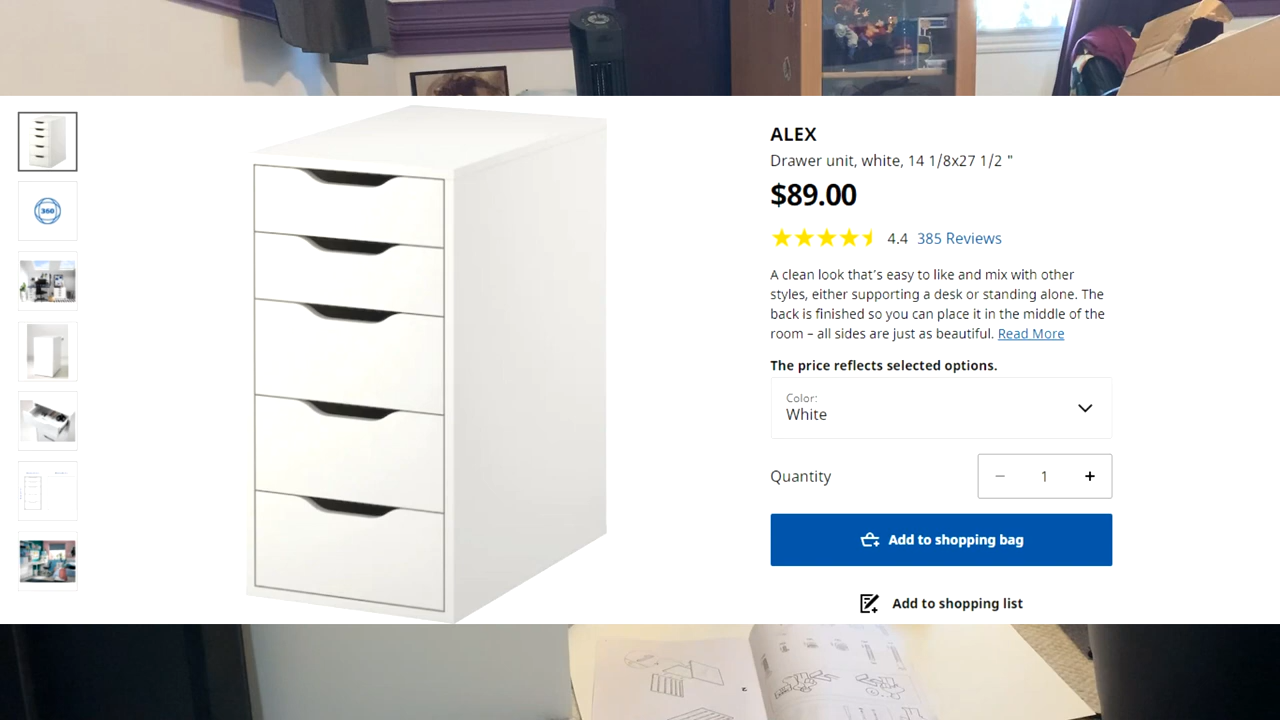 360
ALEX
Drawer unit, white, 14 1/8x27 1/2 "
$89.00
4.4 385 Reviews
A clean look that's easy to like and mix with other
styles, either supporting a desk or standing alone. The
back is finished so you can place it in the middle of the
room – all sides are just as beautiful. Read More
The price reflects selected options.
Color:
White
Quantity
− 1 +
Add to shopping bag
Add to shopping list